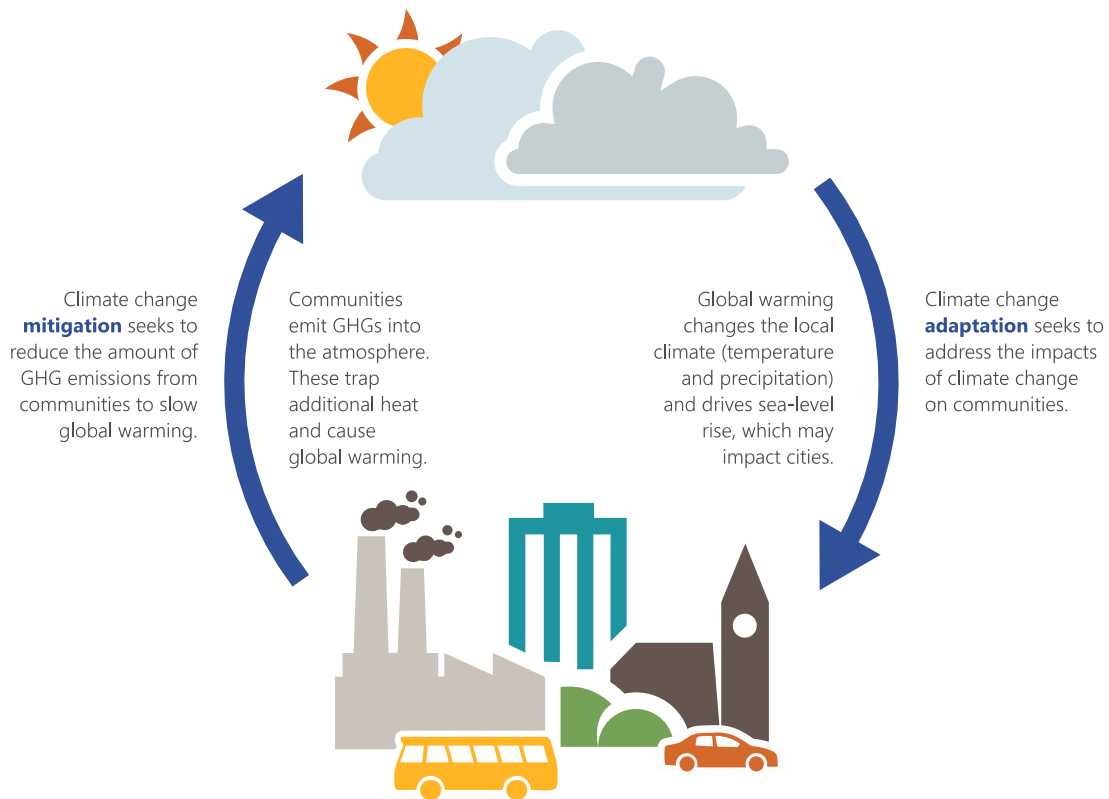 Climate change
mitigation seeks to
reduce the amount of
GHG emissions from
communities to slow
global warming.
Communities
emit GHGs into
the atmosphere.
These trap
additional heat
and cause
global warming.
Global warming
changes the local
climate (temperature
and precipitation)
and drives sea-level
rise, which may
impact cities.
Climate change
adaptation seeks to
address the impacts
of climate change
on communities.